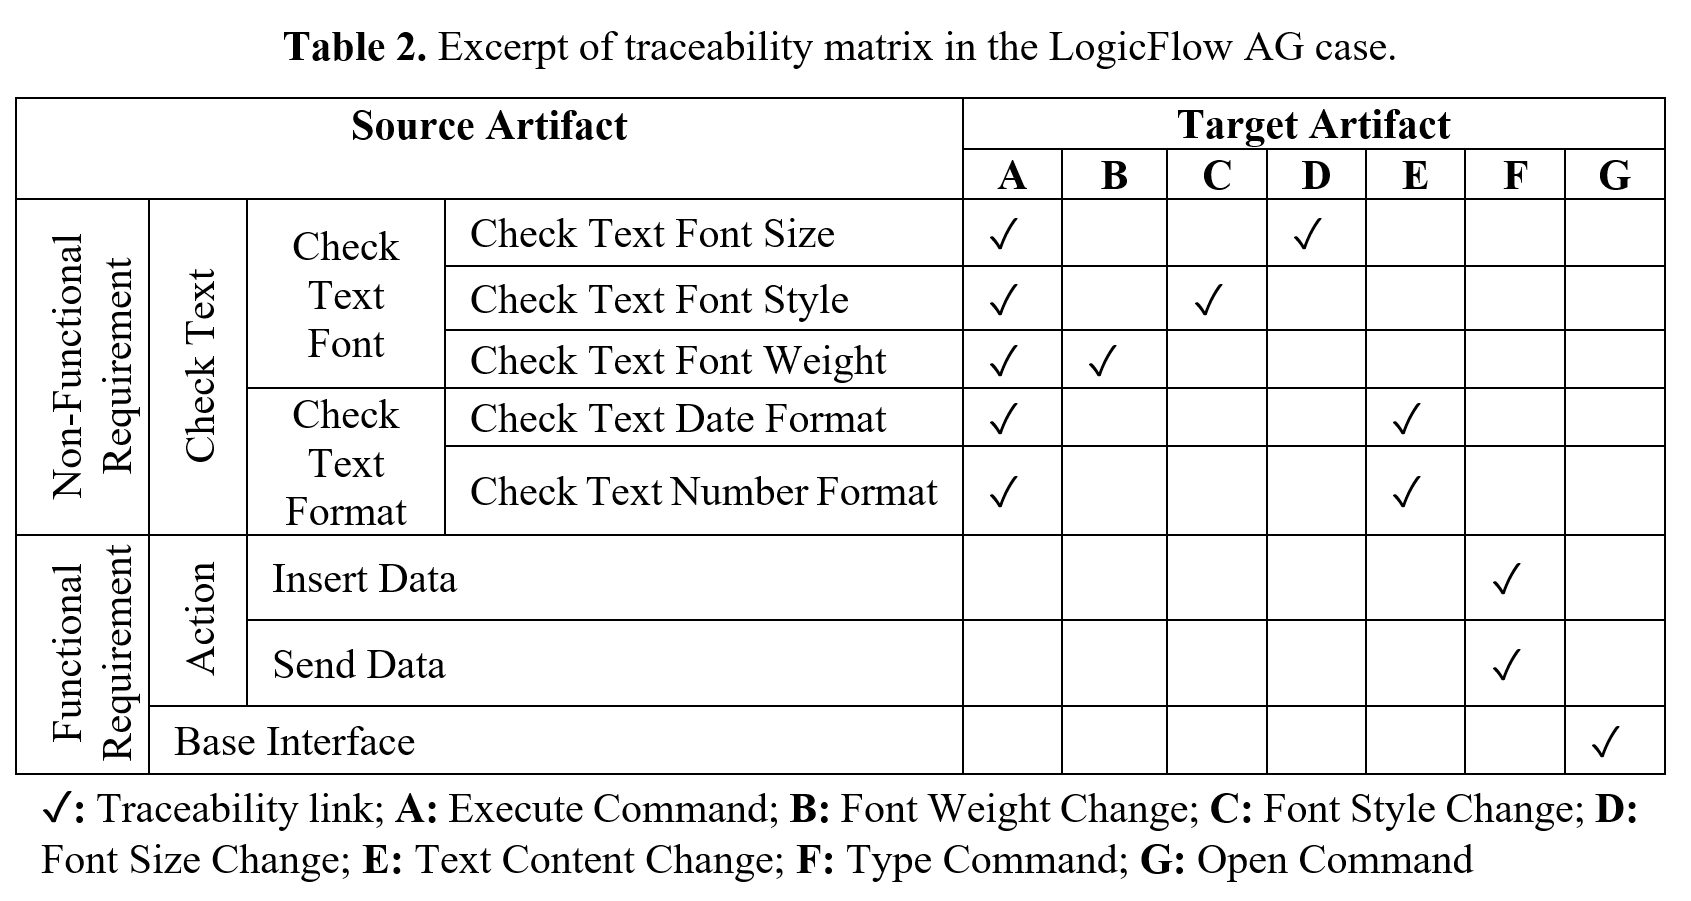 Table 2. Excerpt of traceability matrix in the LogicFlow AG case.
Source Artifact
Target Artifact
A B C D E F G
Non-Functional
Requirement
Check Text
Check
Text
Font
Check Text Font Size ✓ ✓
Check Text Font Style ✓ ✓
Check Text Font Weight ✓ ✓
Check
Text
Format
Check Text Date Format ✓ ✓
Check Text Number Format ✓ ✓
Functional
Requirement
Action
Insert Data ✓
Send Data ✓
Base Interface ✓
✓: Traceability link; A: Execute Command; B: Font Weight Change; C: Font Style Change; D:
Font Size Change; E: Text Content Change; F: Type Command; G: Open Command